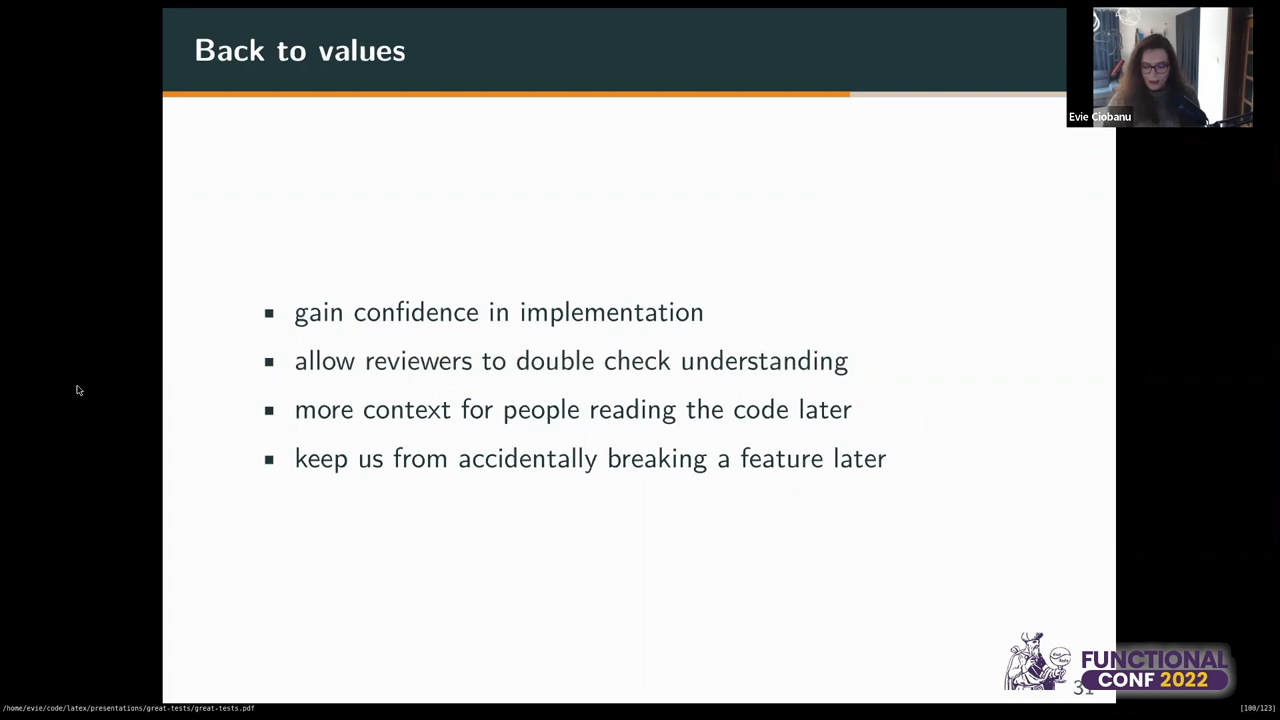 Back to values
Evie Ciobanu
▪ gain confidence in implementation
▪ allow reviewers to double check understanding
▪ more context for people reading the code later
▪ keep us from accidentally breaking a feature later
FUNCTIONAL
CONF 2022
/home/evie/code/latex/presentations/great-tests/great-tests.pdf
[100/123]